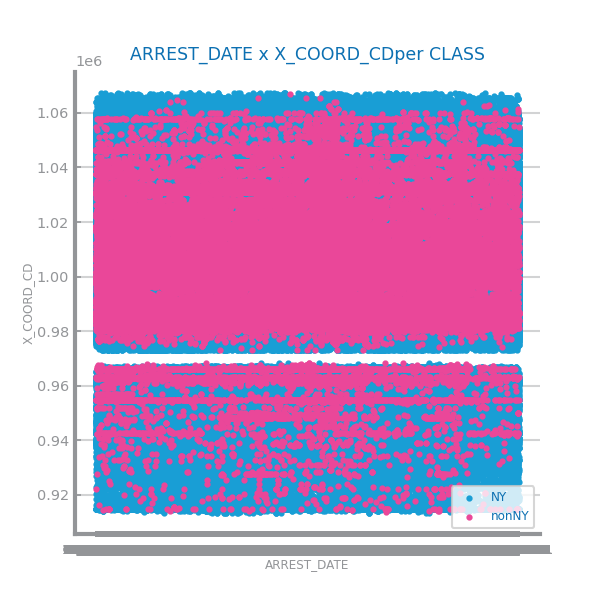 ARREST_DATE x X_COORD_CDper CLASS
1e6
1.06
1.04
1.02
1.00
0.98
0.96
0.94
0.92
X_COORD_CD
NY
nonNY
ARREST_DATE